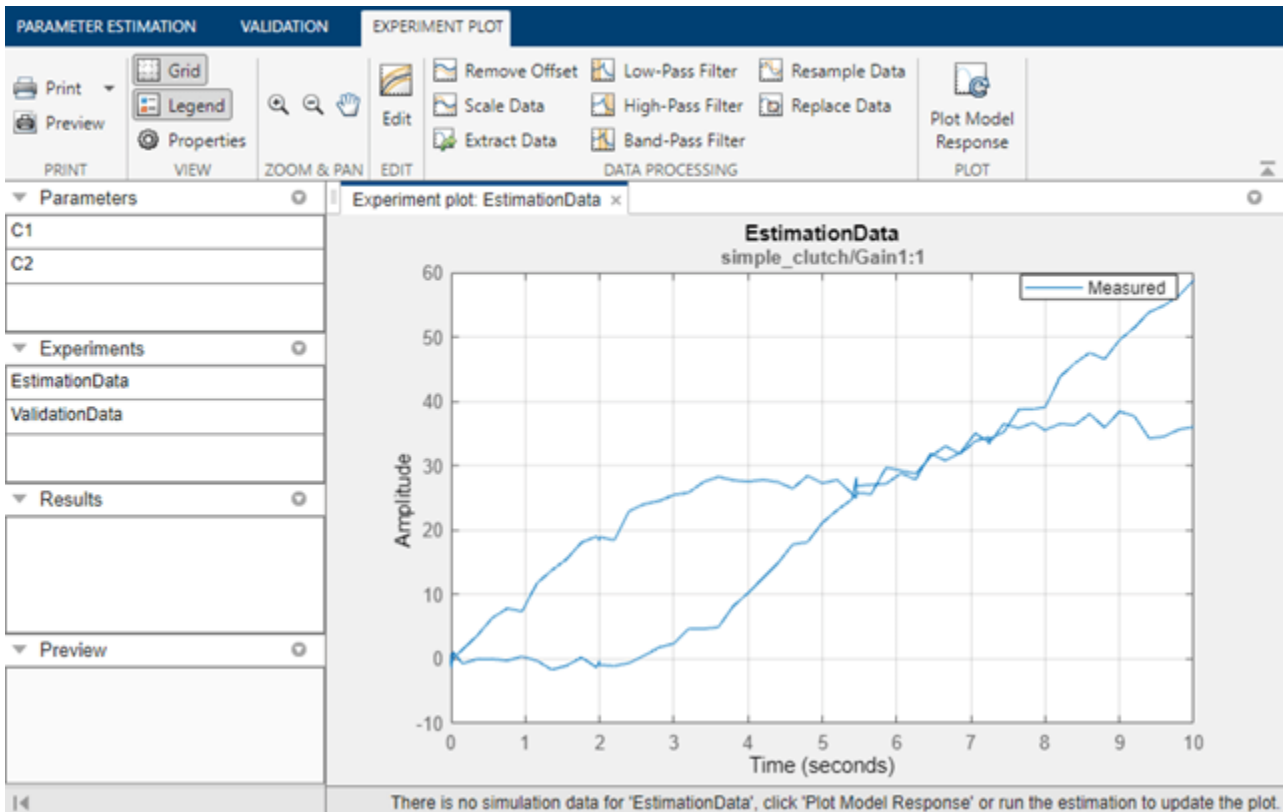 PARAMETER ESTIMATION VALIDATION EXPERIMENT PLOT
Print Grid Remove Offset Low-Pass Filter Resample Data
Preview Legend Edit Scale Data High-Pass Filter Replace Data Plot Model
Properties Extract Data Band-Pass Filter Response
PRINT VIEW ZOOM & PAN EDIT DATA PROCESSING PLOT
Parameters
C1
C2
Experiments
EstimationData
ValidationData
Results
Preview
Experiment plot: EstimationData ×
EstimationData
simple_clutch/Gain1:1
Measured
60
50
40
30
20
10
0
-10
Amplitude
0 1 2 3 4 5 6 7 8 9 10
Time (seconds)
There is no simulation data for 'EstimationData', click 'Plot Model Response' or run the estimation to update the plot.